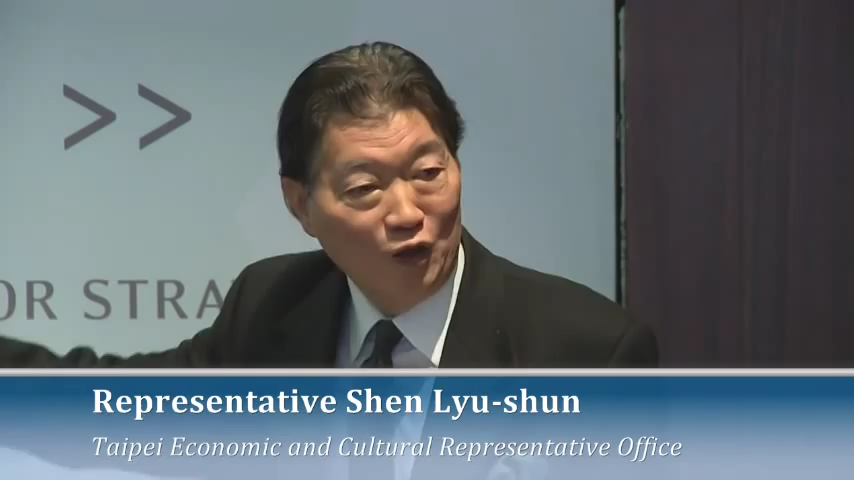 >>
OR STRA
Representative Shen Lyu-shun
Taipei Economic and Cultural Representative Office